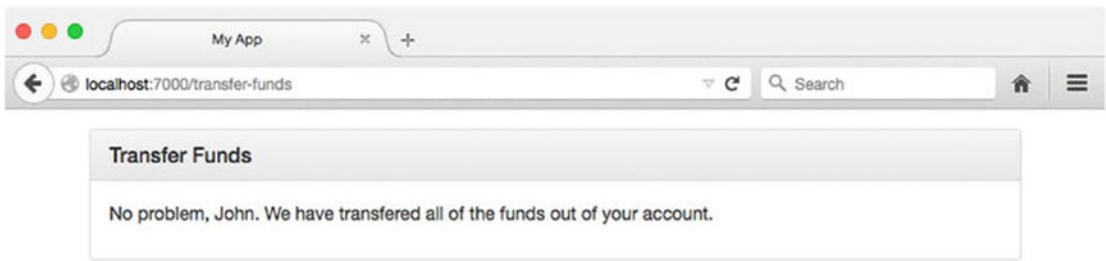 My App
localhost:7000/transfer-funds
Search
Transfer Funds
No problem, John. We have transfered all of the funds out of your account.